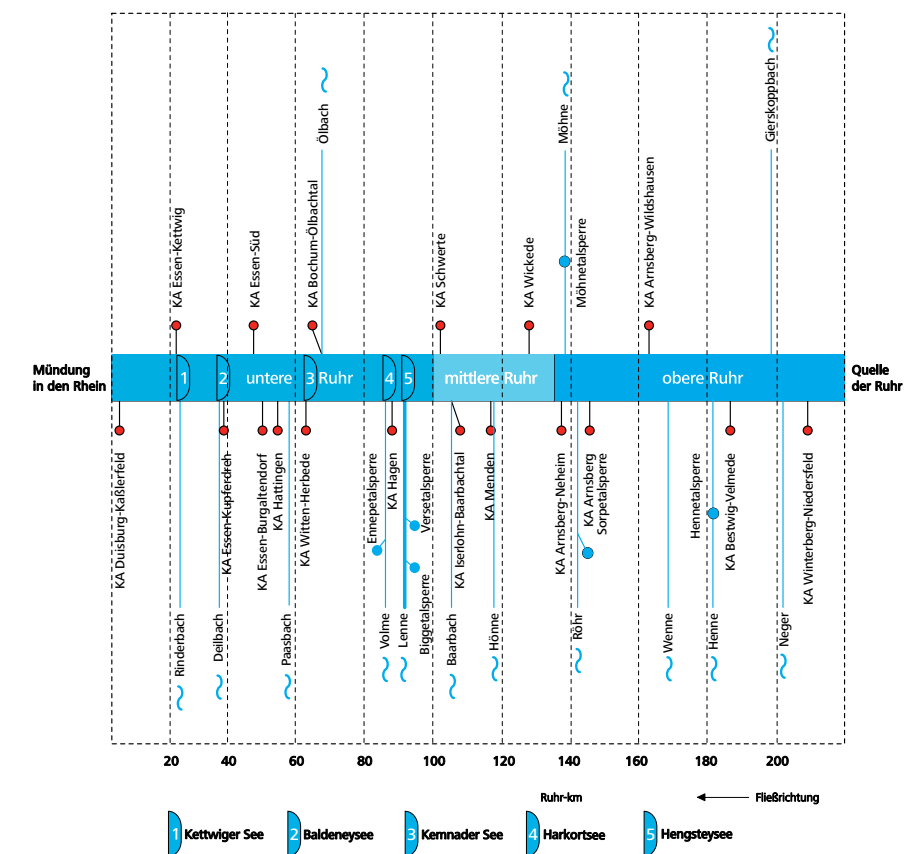 Ölbach
Möhne
Gierskoppbach
KA Essen-Kettwig
KA Essen-Süd
KA Bochum-Ölbachtal
KA Schwerte
KA Wickede
Möhnetalsperre
KA Arnsberg-Wildshausen
Mündung
in den Rhein
1
2
untere
3
Ruhr
4
5
mittlere Ruhr
obere Ruhr
Quelle
der Ruhr
KA Duisburg-Kaßlerfeld
KA Essen-Kupferdreh
KA Essen-Burgaltendorf
KA Hattingen
KA Witten-Herbede
Ennepetalsperre
KA Hagen
Versetalsperre
KA Iserlohn-Baarbachtal
KA Menden
KA Arnsberg-Neheim
KA Arnsberg
Sorpetalsperre
Hennetalsperre
KA Bestwig-Velmede
KA Winterberg-Niedersfeld
Rinderbach
Deilbach
Paasbach
Volme
Lenne
Biggetalsperre
Baarbach
Hönne
Röhr
Wenne
Henne
Neger
20 40 60 80 100 120 140 160 180 200
Ruhr-km
Fließrichtung
1 Kettwiger See
2 Baldeneysee
3 Kemnader See
4 Harkortsee
5 Hengsteysee